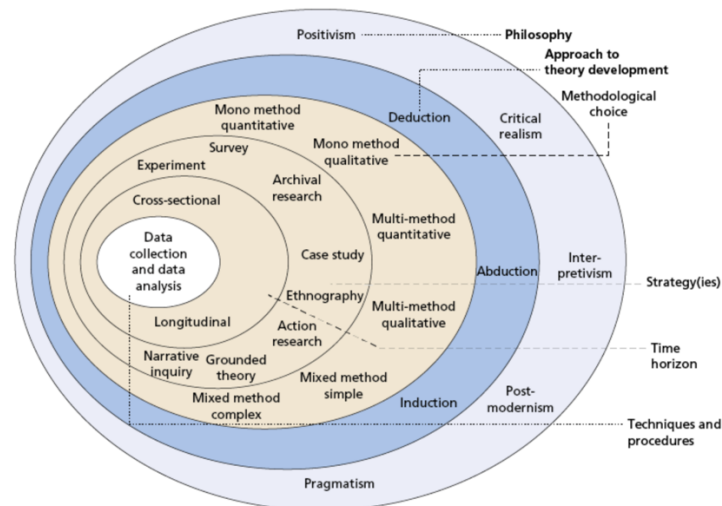 Positivism
Philosophy
Approach to
theory development
Methodological
choice
Mono method
quantitative
Deduction
Critical
realism
Survey
Mono method
qualitative
Experiment
Archival
research
Cross-sectional
Multi-method
quantitative
Data
collection
and data
analysis
Case study
Abduction
Inter-
pretivism
Strategy(ies)
Ethnography
Multi-method
qualitative
Longitudinal
Action
research
Time
horizon
Narrative
inquiry
Grounded
theory
Mixed method
simple
Mixed method
complex
Induction
Post-
modernism
Techniques and
procedures
Pragmatism